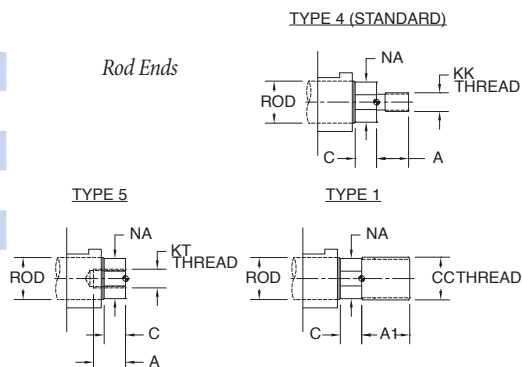 TYPE 4 (STANDARD)
Rod Ends
NA
KK
THREAD
ROD
C
A
TYPE 5
NA
KT
THREAD
ROD
C
A
TYPE 1
NA
ROD
CC THREAD
C
A1